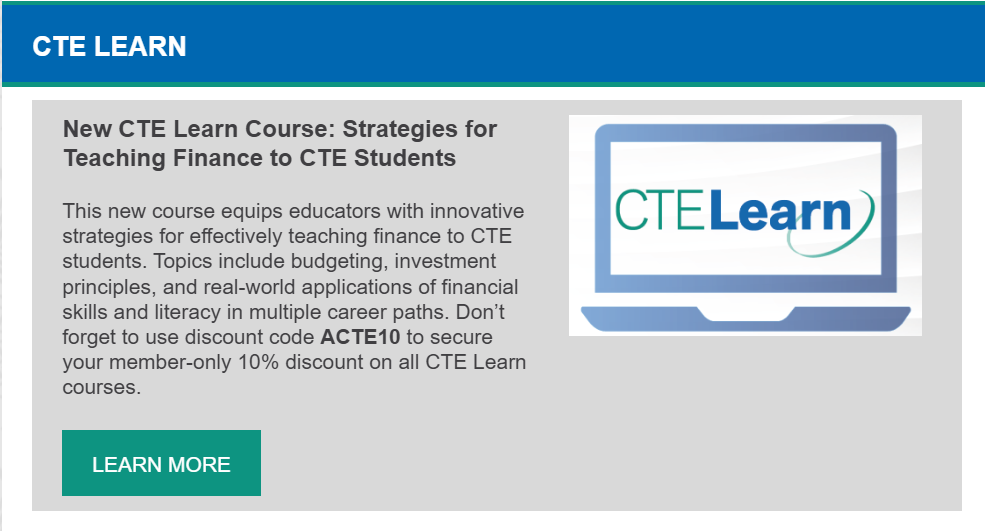 CTE LEARN
New CTE Learn Course: Strategies for
Teaching Finance to CTE Students
This new course equips educators with innovative
strategies for effectively teaching finance to CTE
students. Topics include budgeting, investment
principles, and real-world applications of financial
skills and literacy in multiple career paths. Don’t
forget to use discount code ACTE10 to secure
your member-only 10% discount on all CTE Learn
courses.
LEARN MORE
CTELearn